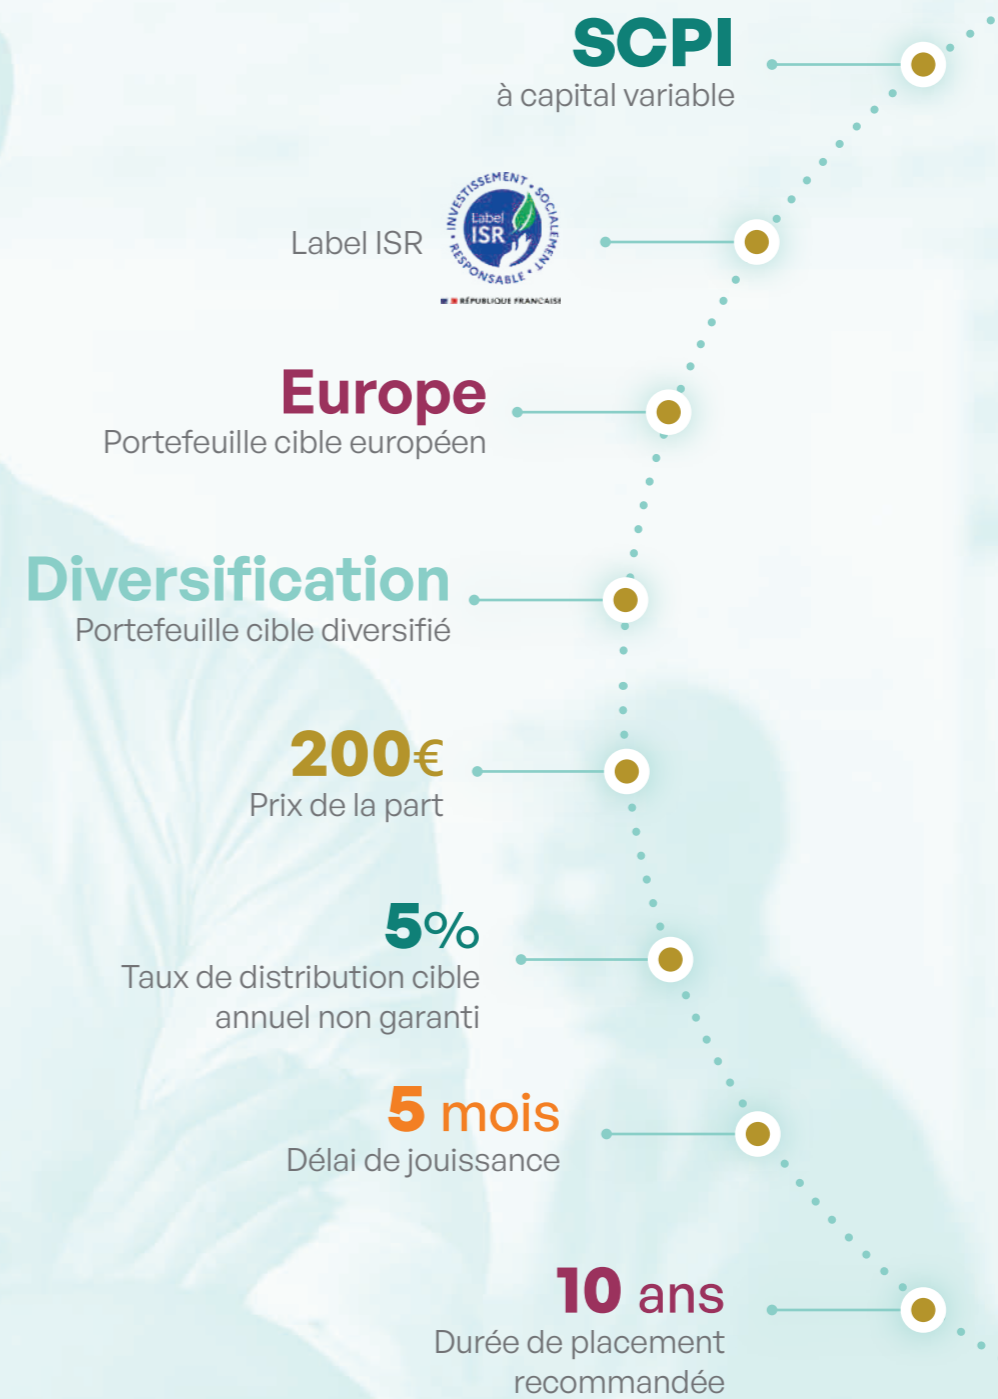 SCPI
à capital variable
Label ISR
INVESTISSEMENT • SOCIALEMENT • RESPONSABLE •
Label
ISR
RÉPUBLIQUE FRANCAISE
Europe
Portefeuille cible européen
Diversification
Portefeuille cible diversifié
200€
Prix de la part
5%
Taux de distribution cible
annuel non garanti
5 mois
Délai de jouissance
10 ans
Durée de placement
recommandée